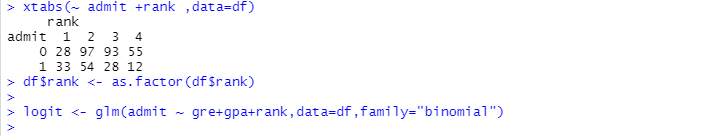 > xtabs(~ admit +rank ,data=df)
     rank
admit  1  2  3  4
    0 28 97 93 55
    1 33 54 28 12
> df$rank <- as.factor(df$rank)
>
> logit <- glm(admit ~ gre+gpa+rank,data=df,family="binomial")
>